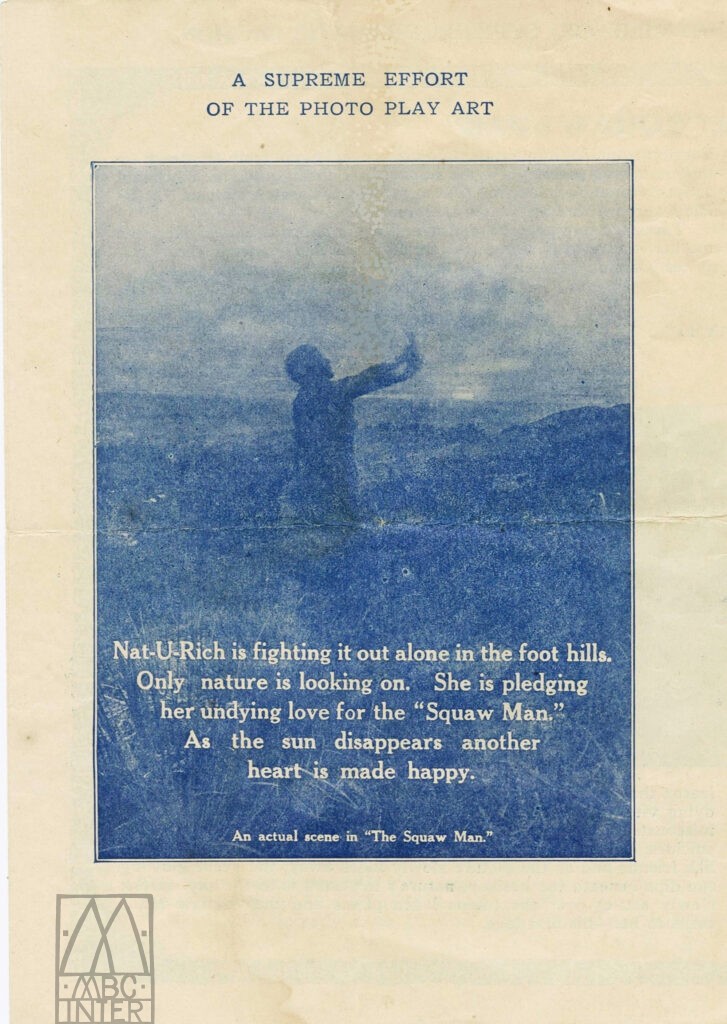 A SUPREME EFFORT
OF THE PHOTO PLAY ART
Nat-U-Rich is fighting it out alone in the foot hills.
Only nature is looking on. She is pledging
her undying love for the "Squaw Man."
As the sun disappears another
heart is made happy.
An actual scene in "The Squaw Man."
MBC
INTER